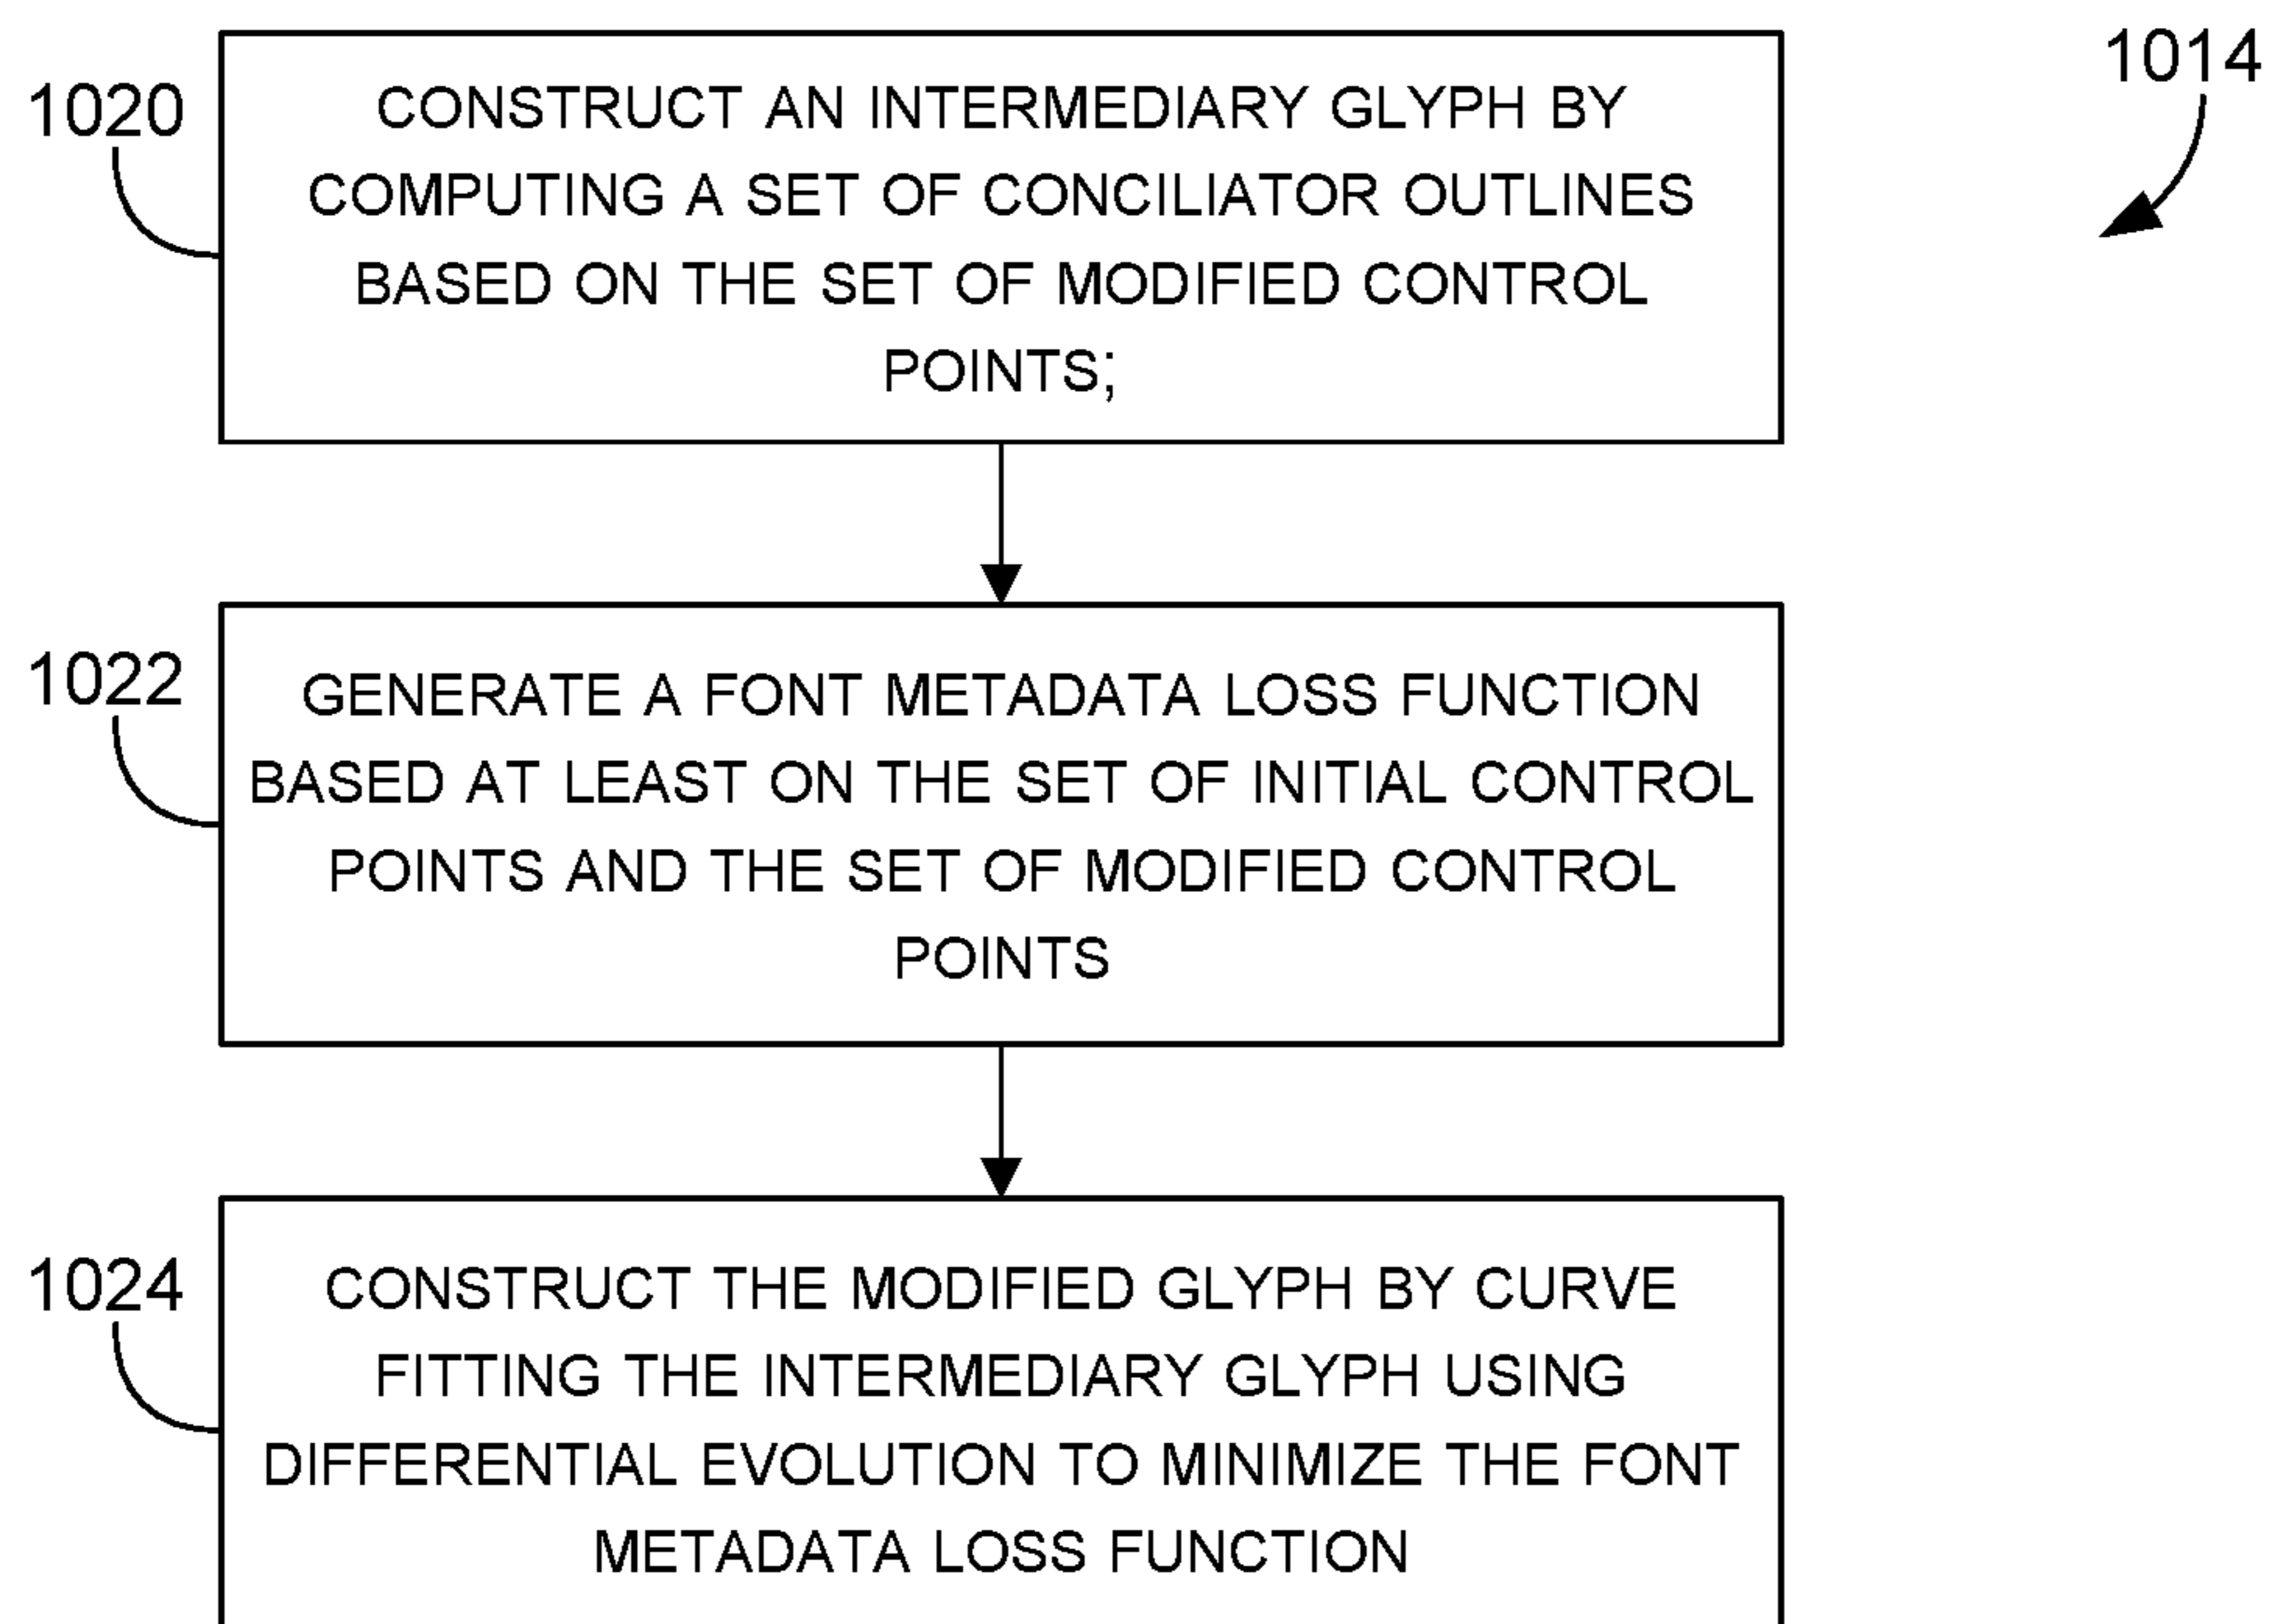 1014
1020
CONSTRUCT AN INTERMEDIARY GLYPH BY
COMPUTING A SET OF CONCILIATOR OUTLINES
BASED ON THE SET OF MODIFIED CONTROL
POINTS;
1022
GENERATE A FONT METADATA LOSS FUNCTION
BASED AT LEAST ON THE SET OF INITIAL CONTROL
POINTS AND THE SET OF MODIFIED CONTROL
POINTS
1024
CONSTRUCT THE MODIFIED GLYPH BY CURVE
FITTING THE INTERMEDIARY GLYPH USING
DIFFERENTIAL EVOLUTION TO MINIMIZE THE FONT
METADATA LOSS FUNCTION